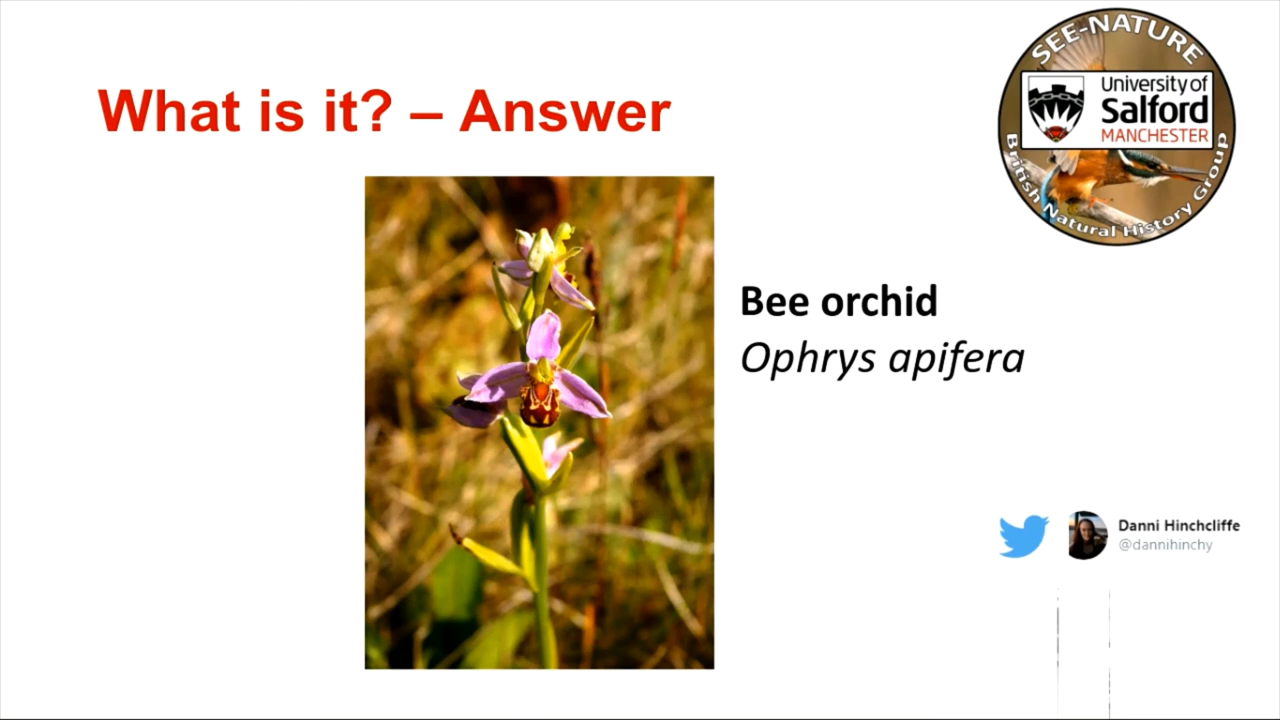 What is it? – Answer
SEE-NATURE
University of
Salford
MANCHESTER
British Natural History Group
Bee orchid
Ophrys apifera
Danni Hinchcliffe
@dannihinchy